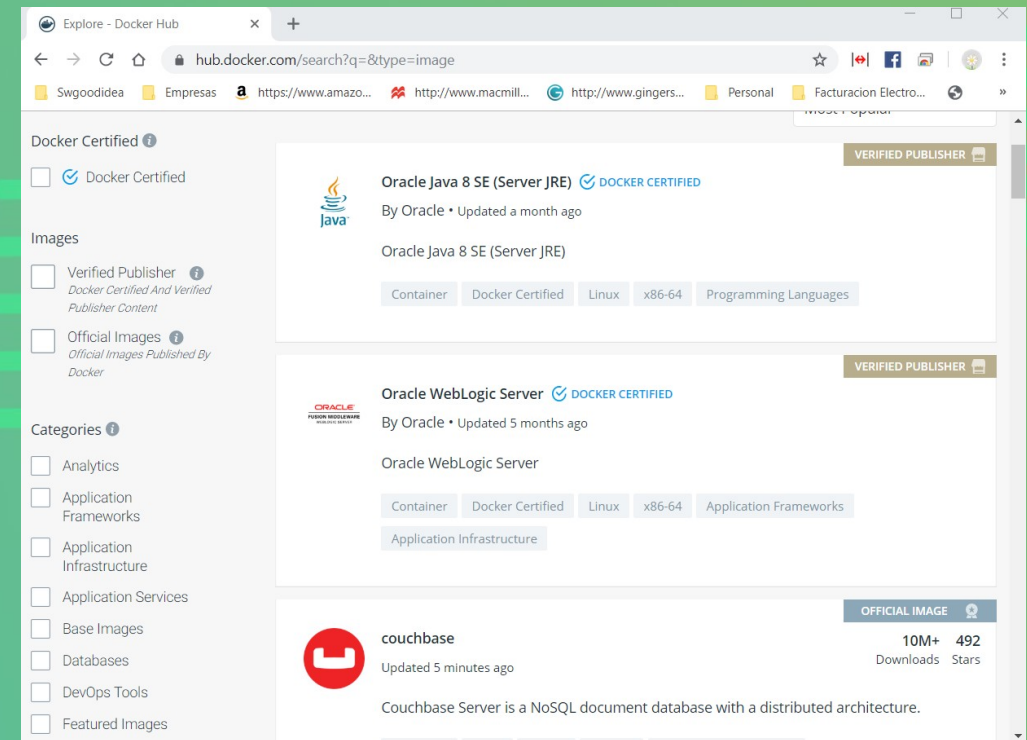 Explore - Docker Hub
hub.docker.com/search?q=&type=image
Swgoodidea Empresas https://www.amazo... http://www.macmill... http://www.gingers... Personal Facturacion Electro... »
Most Popular
Docker Certified
Docker Certified
Images
Verified Publisher
Docker Certified And Verified
Publisher Content
Official Images
Official Images Published By
Docker
Categories
Analytics
Application
Frameworks
Application
Infrastructure
Application Services
Base Images
Databases
DevOps Tools
Featured Images
VERIFIED PUBLISHER
Java
Oracle Java 8 SE (Server JRE) DOCKER CERTIFIED
By Oracle • Updated a month ago
Oracle Java 8 SE (Server JRE)
Container Docker Certified Linux x86-64 Programming Languages
VERIFIED PUBLISHER
ORACLE
FUSION MIDDLEWARE
WEBLOGIC SERVER
Oracle WebLogic Server DOCKER CERTIFIED
By Oracle • Updated 5 months ago
Oracle WebLogic Server
Container Docker Certified Linux x86-64 Application Frameworks
Application Infrastructure
OFFICIAL IMAGE
couchbase
Updated 5 minutes ago
10M+ 492
Downloads Stars
Couchbase Server is a NoSQL document database with a distributed architecture.